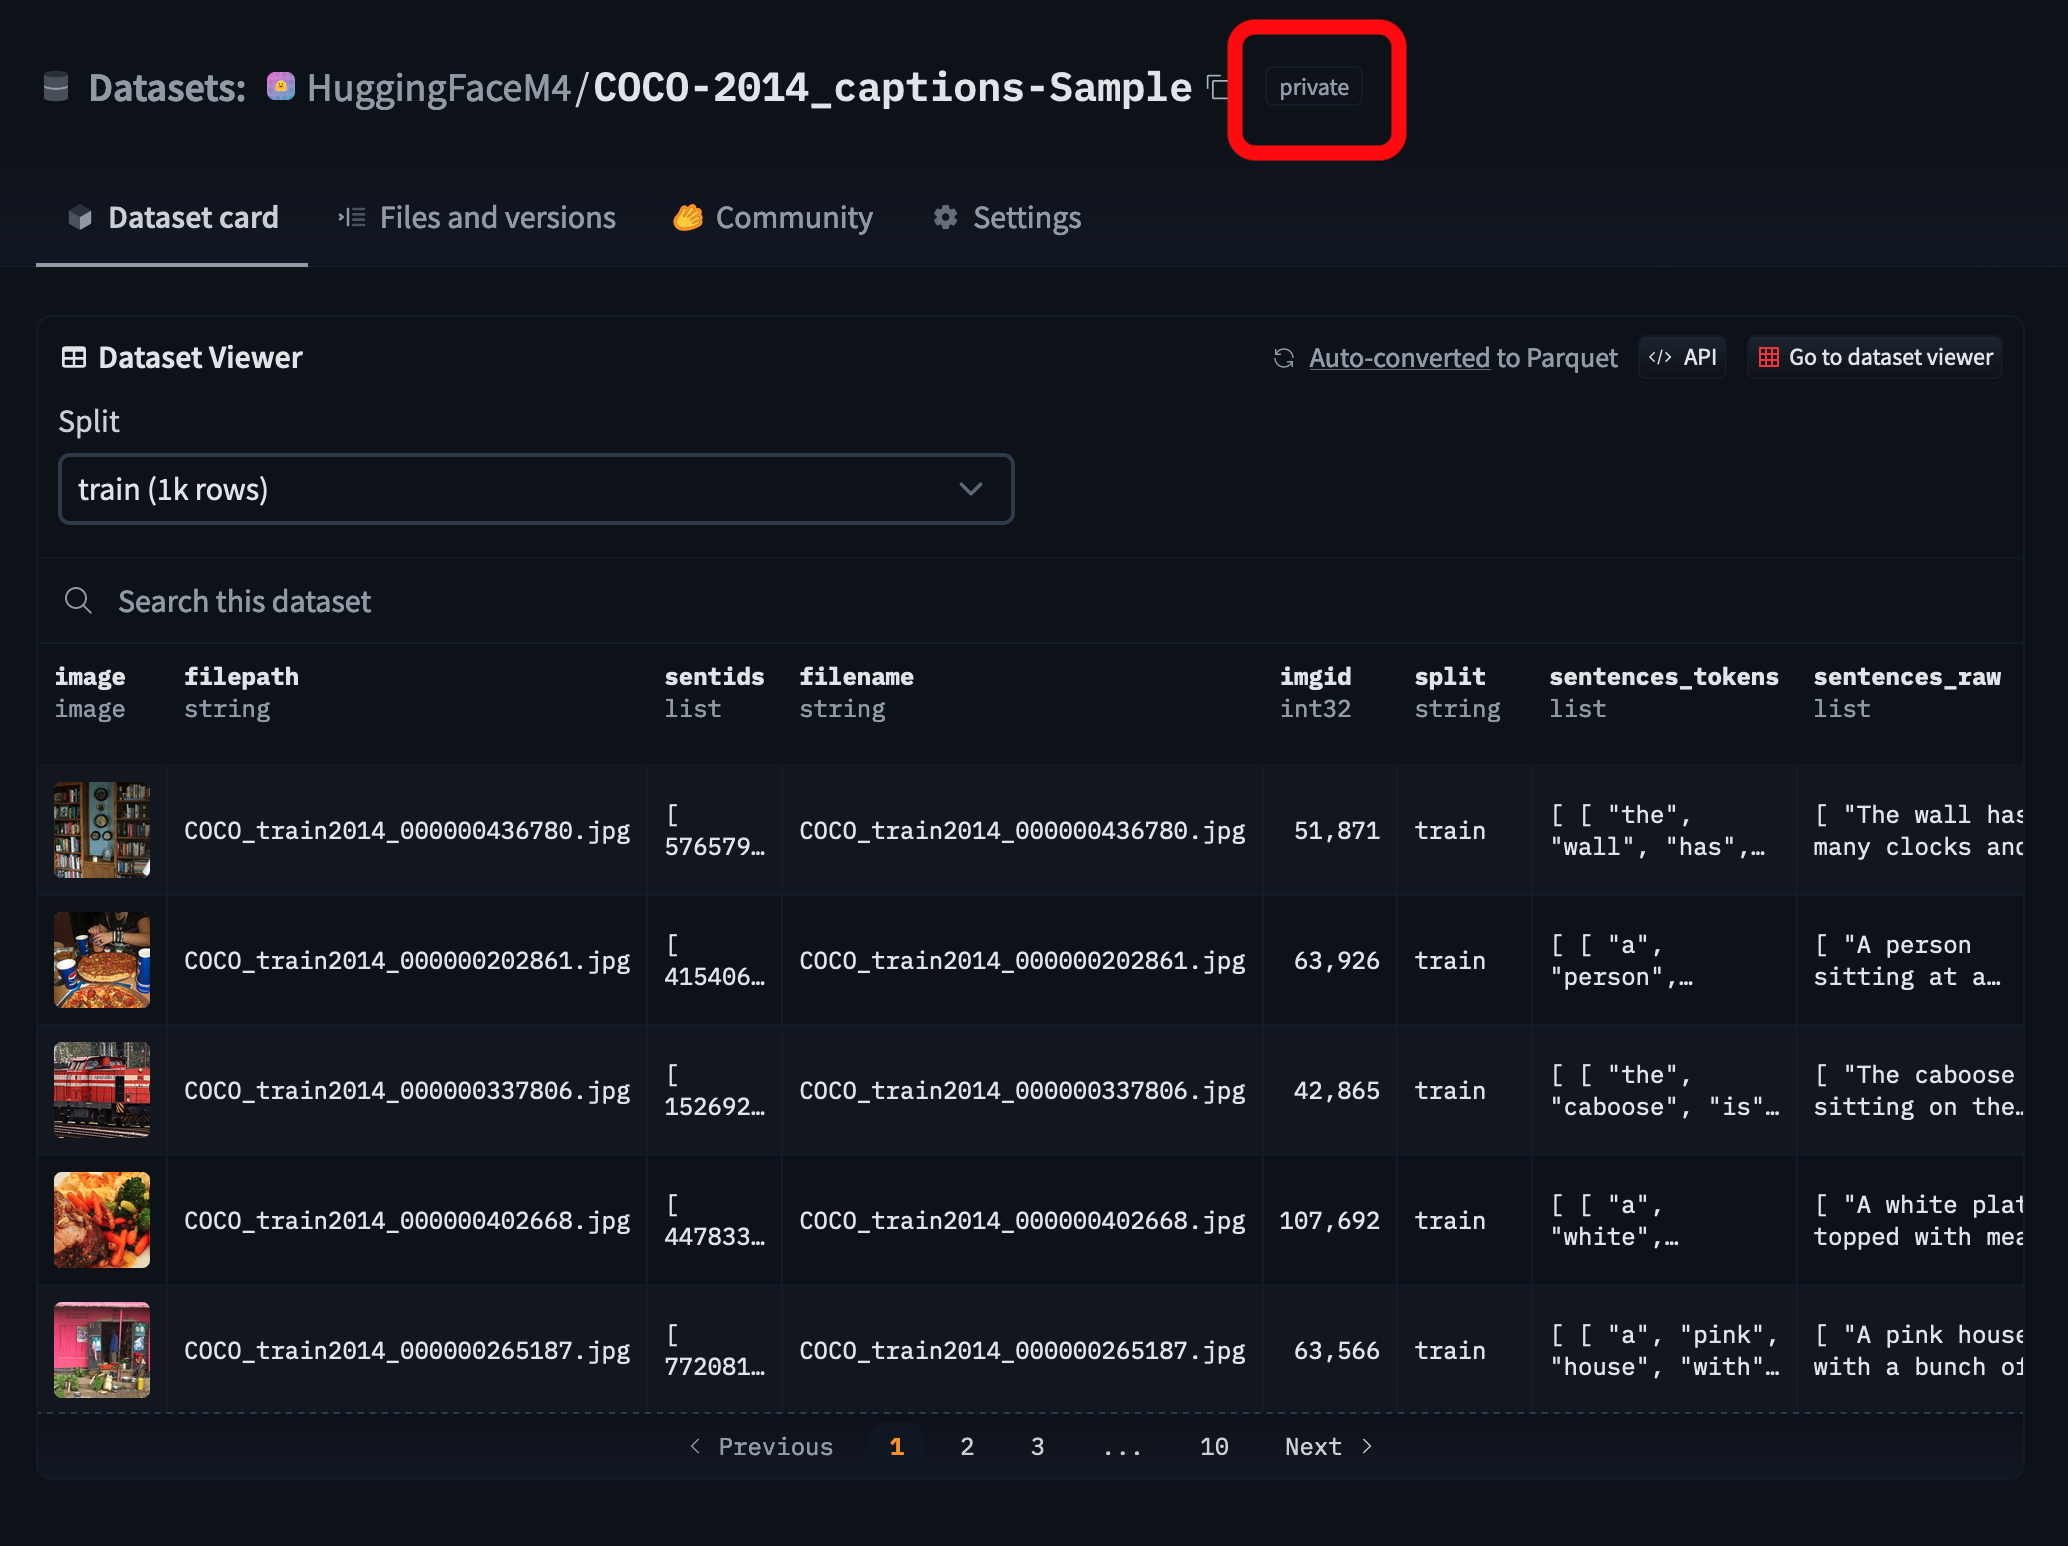 Datasets: HuggingFaceM4/COCO-2014_captions-Sample private
Dataset card Files and versions Community Settings
Dataset Viewer Auto-converted to Parquet </> API Go to dataset viewer
Split
train (1k rows)
Search this dataset
image filepath sentids filename imgid split sentences_tokens sentences_raw
image string list string int32 string list list
COCO_train2014_000000436780.jpg [ 576579… COCO_train2014_000000436780.jpg 51,871 train [ [ "the", "wall", "has",… [ "The wall has many clocks and
COCO_train2014_000000202861.jpg [ 415406… COCO_train2014_000000202861.jpg 63,926 train [ [ "a", "person",… [ "A person sitting at a…
COCO_train2014_000000337806.jpg [ 152692… COCO_train2014_000000337806.jpg 42,865 train [ [ "the", "caboose", "is"… [ "The caboose sitting on the…
COCO_train2014_000000402668.jpg [ 447833… COCO_train2014_000000402668.jpg 107,692 train [ [ "a", "white",… [ "A white plat topped with mea
COCO_train2014_000000265187.jpg [ 772081… COCO_train2014_000000265187.jpg 63,566 train [ [ "a", "pink", "house", "with"… [ "A pink house with a bunch of
< Previous 1 2 3 ... 10 Next >